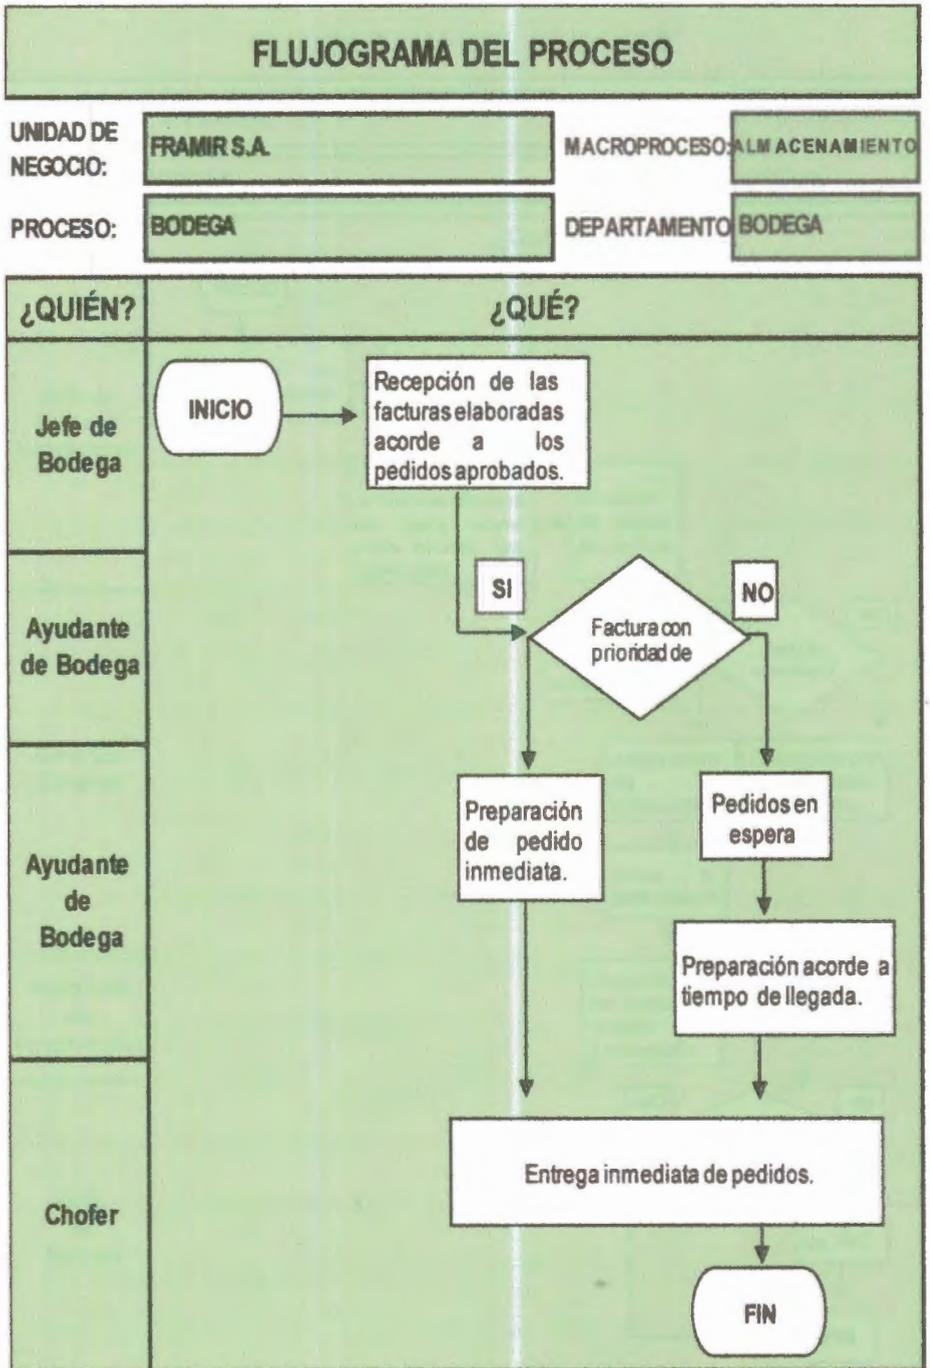 FLUJOGRAMA DEL PROCESO
UNIDAD DE
NEGOCIO:
FRAMIR S.A.
MACROPROCESO:
ALMACENAMIENTO
PROCESO:
BODEGA
DEPARTAMENTO
BODEGA
¿QUIÉN?
¿QUÉ?
Jefe de
Bodega
INICIO
Recepción de las
facturas elaboradas
acorde a los
pedidos aprobados.
Ayudante
de Bodega
SI
Factura con
prioridad de
NO
Ayudante
de
Bodega
Preparación
de pedido
inmediata.
Pedidos en
espera
Preparación acorde a
tiempo de llegada.
Chofer
Entrega inmediata de pedidos.
FIN